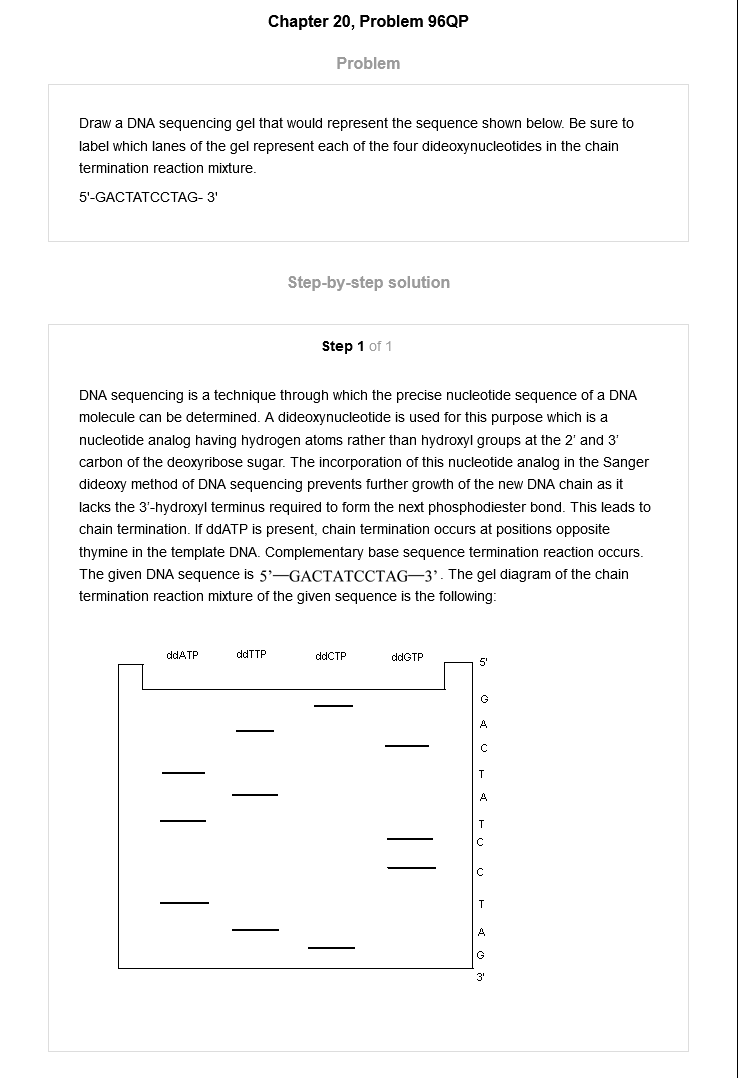 Chapter 20, Problem 96QP
Problem
Draw a DNA sequencing gel that would represent the sequence shown below. Be sure to
label which lanes of the gel represent each of the four dideoxynucleotides in the chain
termination reaction mixture.
5'-GACTATCCTAG- 3'
Step-by-step solution
Step 1 of 1
DNA sequencing is a technique through which the precise nucleotide sequence of a DNA
molecule can be determined. A dideoxynucleotide is used for this purpose which is a
nucleotide analog having hydrogen atoms rather than hydroxyl groups at the 2' and 3'
carbon of the deoxyribose sugar. The incorporation of this nucleotide analog in the Sanger
dideoxy method of DNA sequencing prevents further growth of the new DNA chain as it
lacks the 3'-hydroxyl terminus required to form the next phosphodiester bond. This leads to
chain termination. If ddATP is present, chain termination occurs at positions opposite
thymine in the template DNA. Complementary base sequence termination reaction occurs.
The given DNA sequence is 5’—GACTATCCTAG—3’. The gel diagram of the chain
termination reaction mixture of the given sequence is the following:
ddATP ddTTP ddCTP ddGTP
5'
G
A
C
T
A
T
C
C
T
A
G
3'